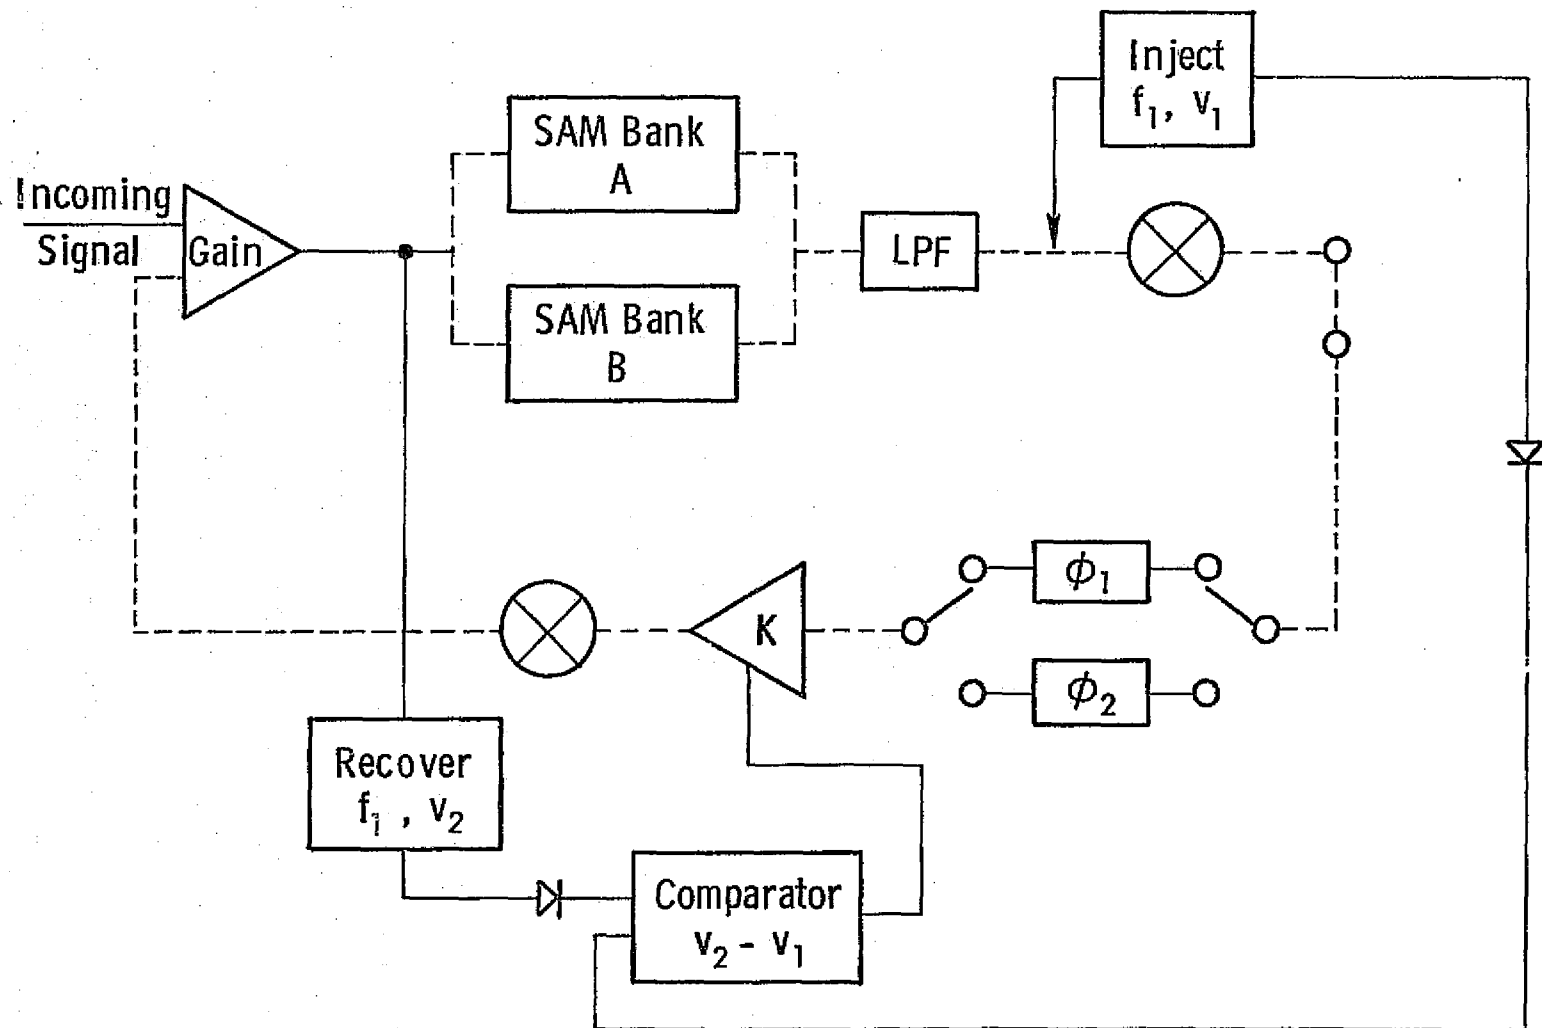 Inject
f₁, v₁
SAM Bank
A
Incoming
Signal
Gain
LPF
SAM Bank
B
ϕ₁
K
ϕ₂
Recover
f₁ , v₂
Comparator
v₂ - v₁